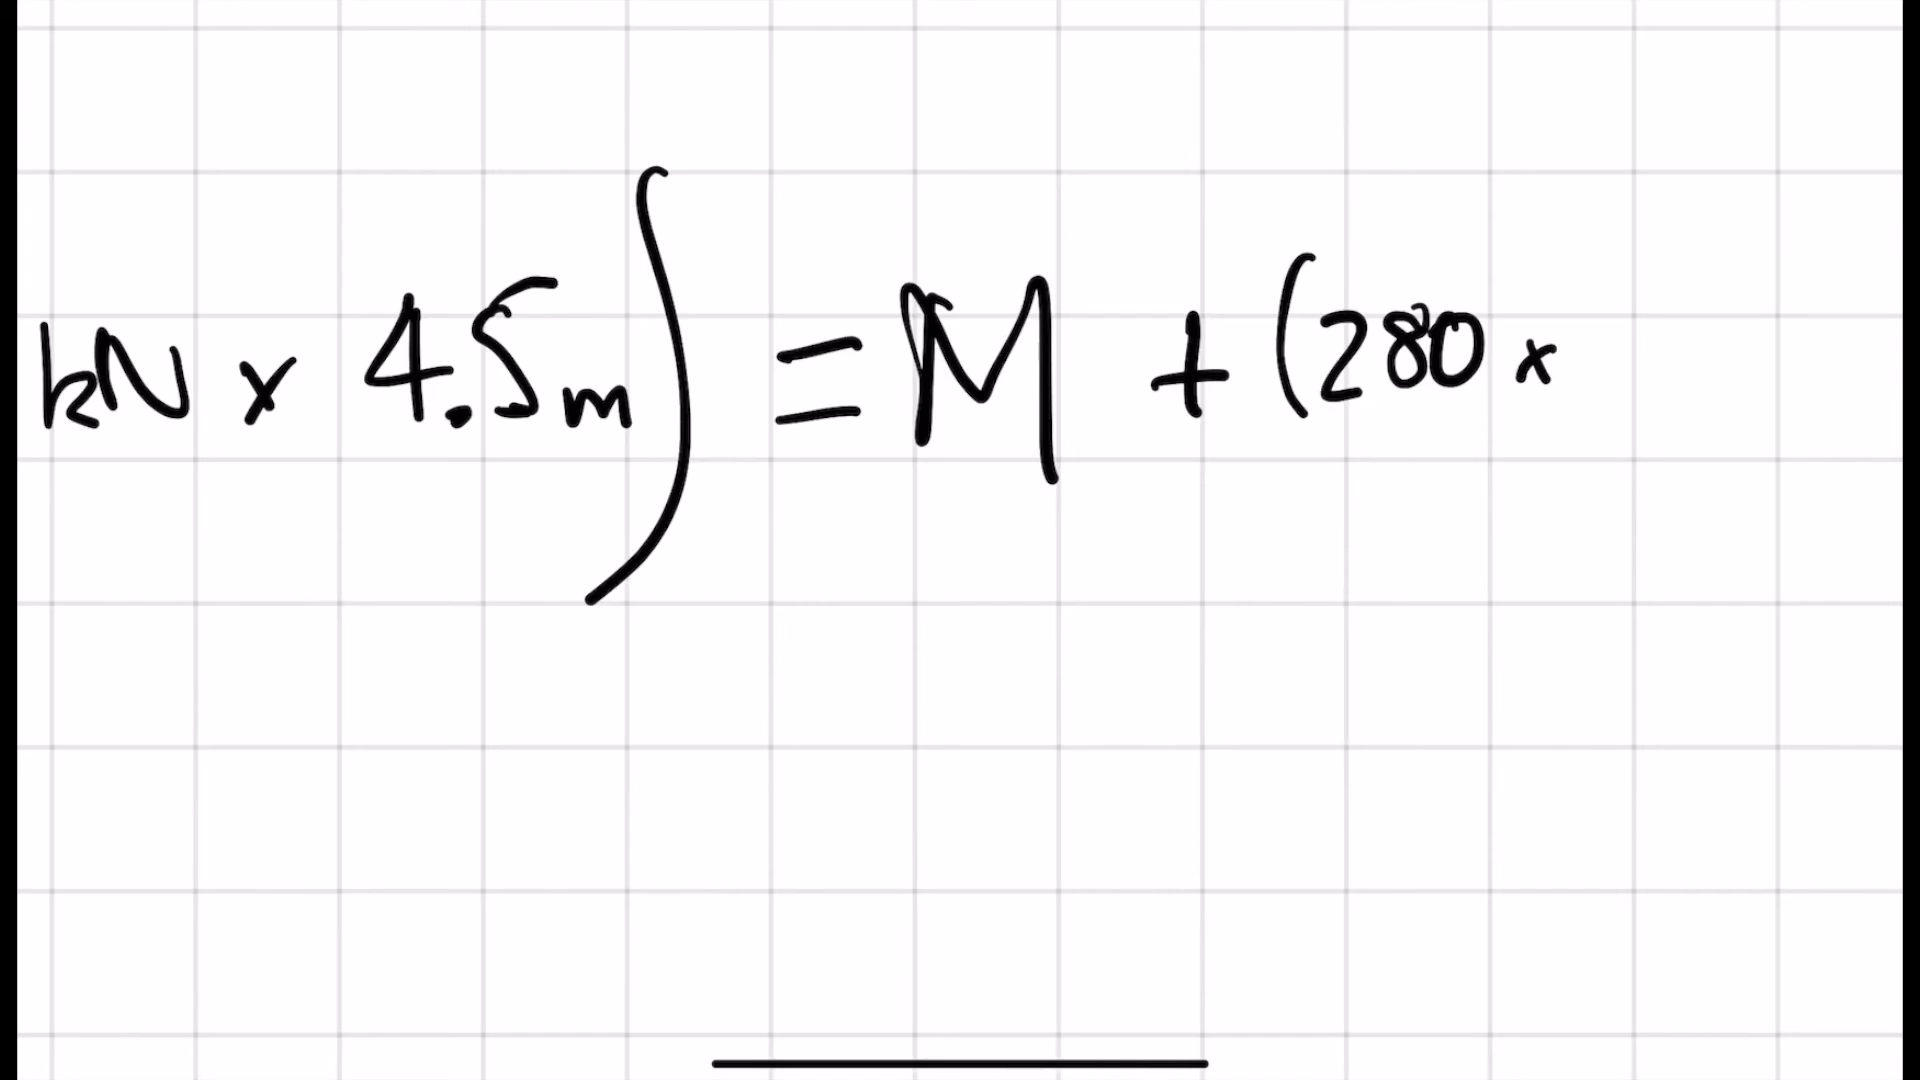 kN x 4.5m) = M + (280 x